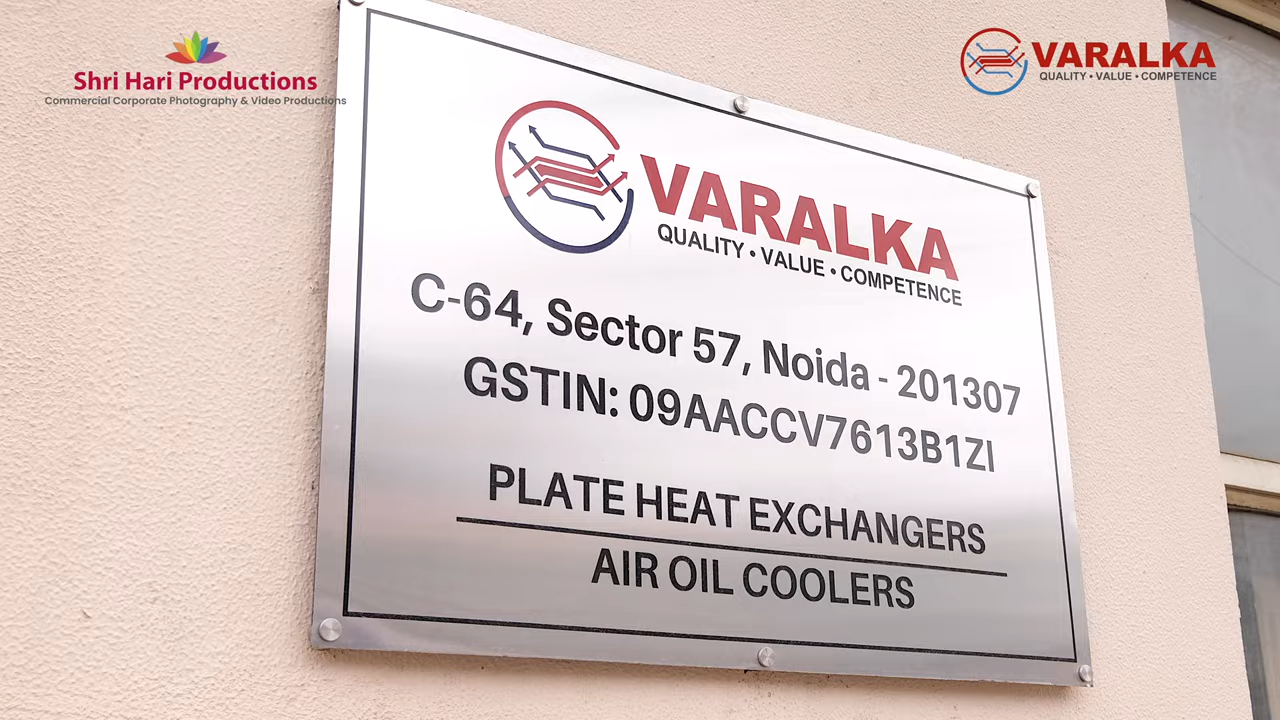 Shri Hari Productions
Commercial Corporate Photography & Video Productions
VARALKA
QUALITY • VALUE • COMPETENCE
VARALKA
QUALITY • VALUE • COMPETENCE
C-64, Sector 57, Noida - 201307
GSTIN: 09AACCV7613B1ZI
PLATE HEAT EXCHANGERS
AIR OIL COOLERS